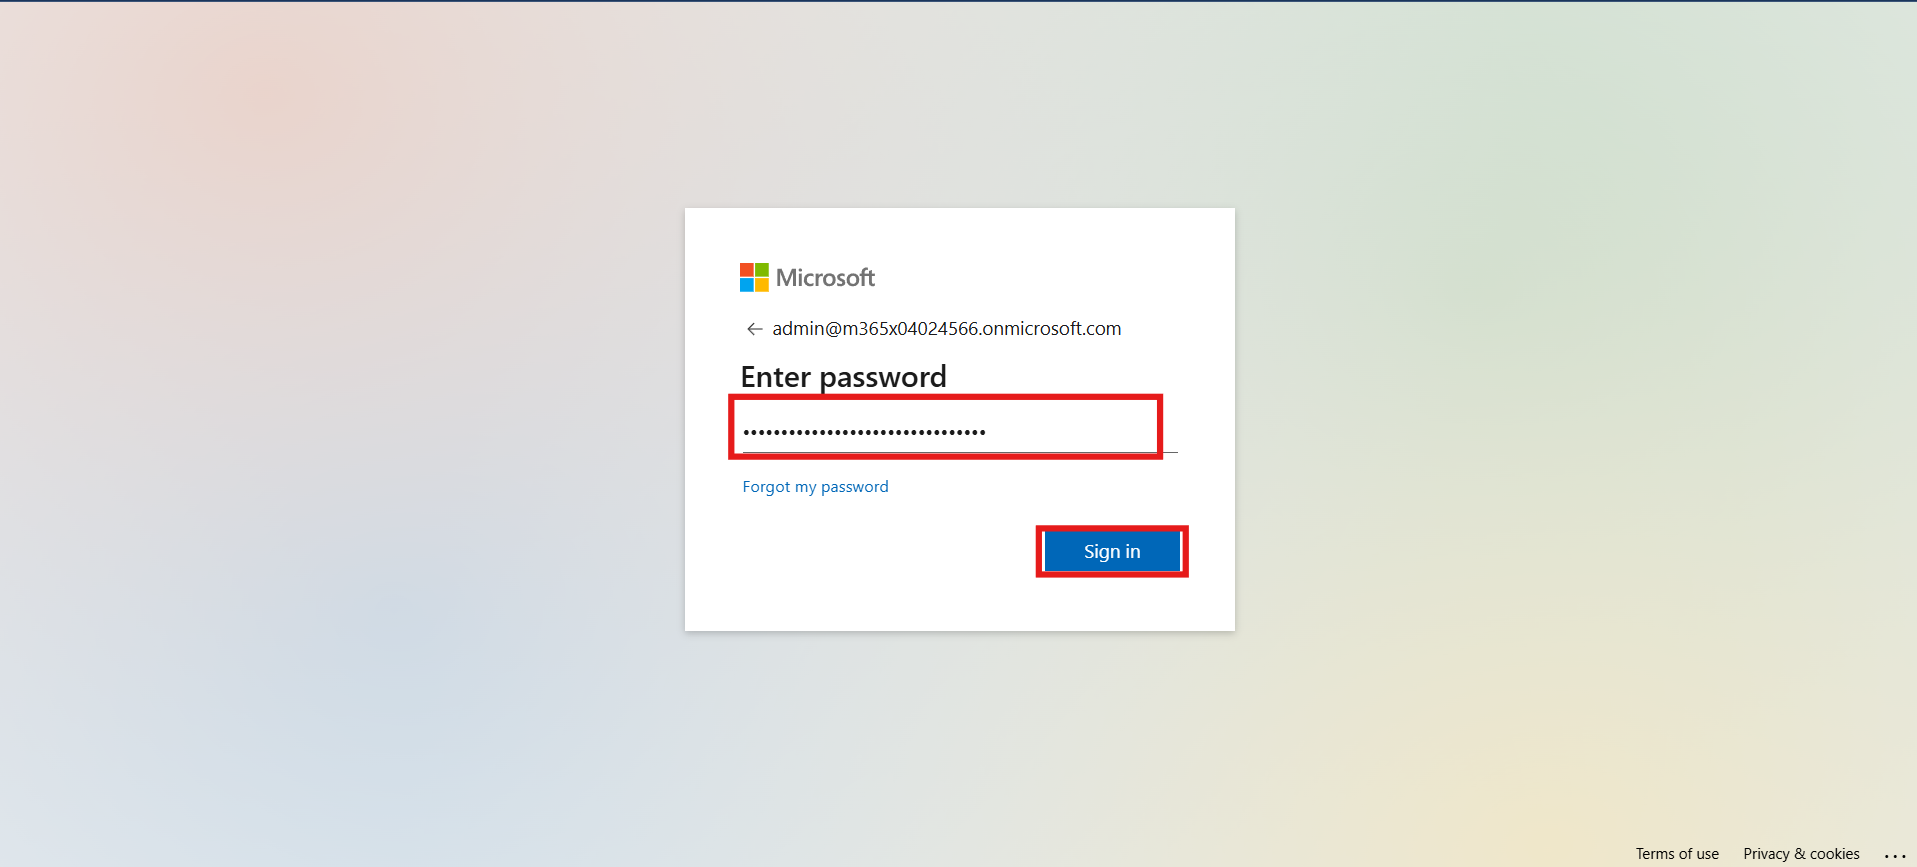 Microsoft
admin@m365x04024566.onmicrosoft.com
Enter password
••••••••••••••••••••••••••••••••
Forgot my password
Sign in
Terms of use Privacy & cookies ...